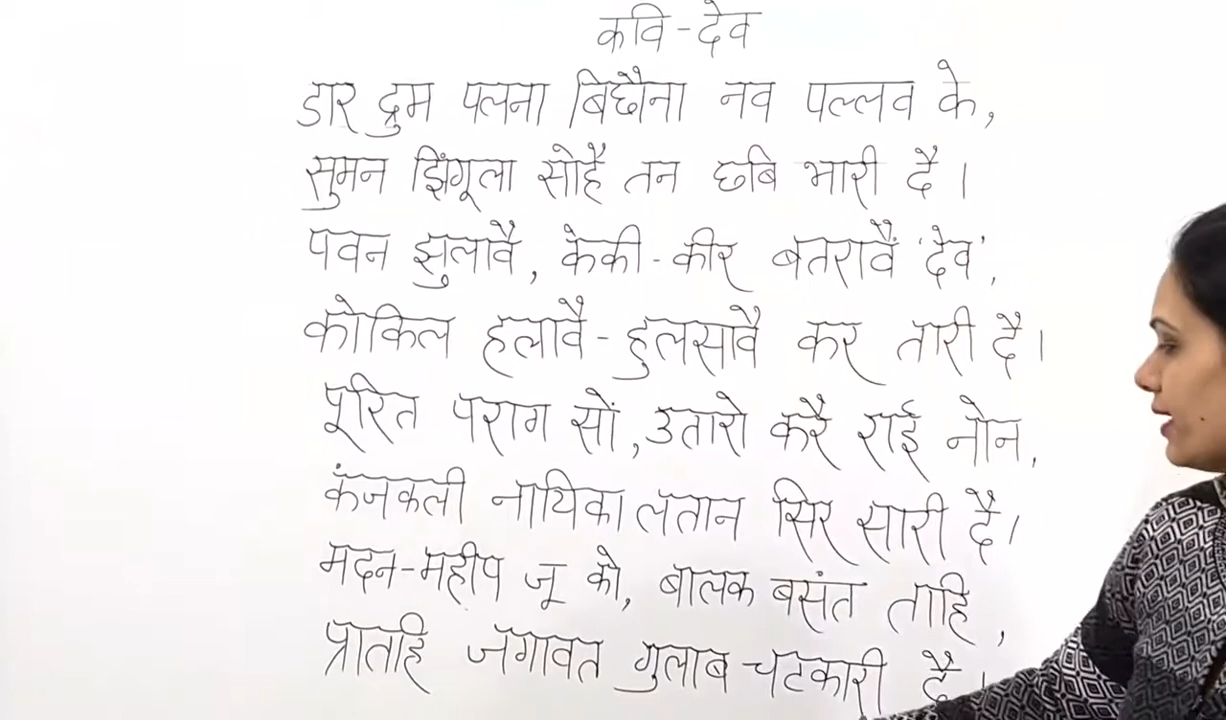 कवि - देव
डार द्रुम पलना बिछौना नव पल्लव के,
सुमन झिंगूला सोहै तन छबि भारी दै।
पवन झुलावै, केकी - कीर बतरावैं 'देव',
कोकिल हलावै - हुलसावै कर तारी दै।
पूरित पराग सों, उतारो करै राई नोन,
कंजकली नायिका लतान सिर सारी दै।
मदन-महीप जू को, बालक बसंत ताहि,
प्रातहि जगावत गुलाब चटकारी दै।